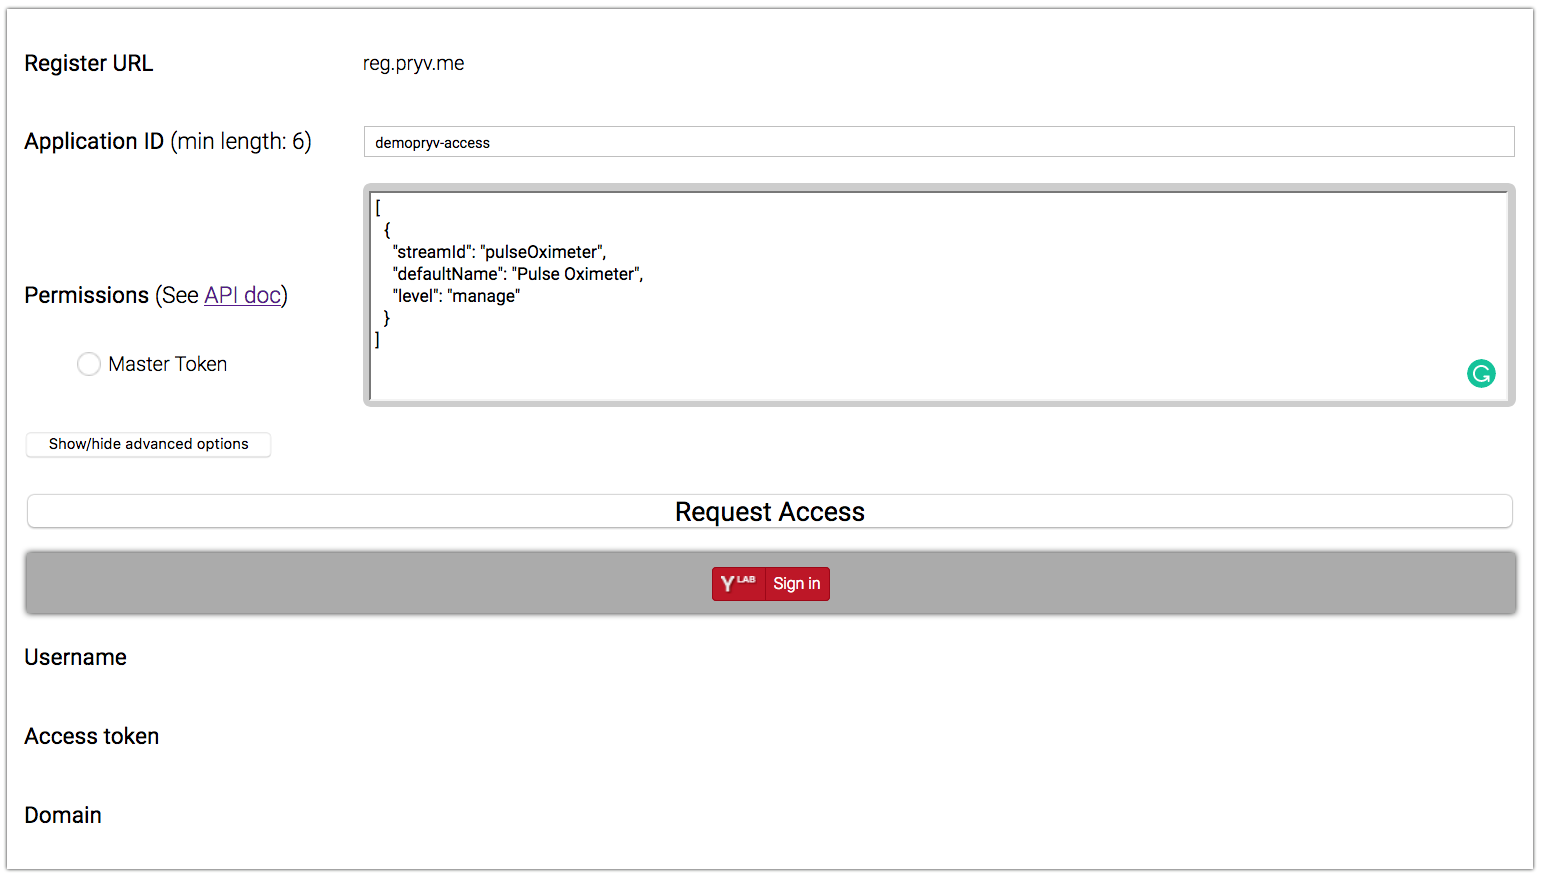 Register URL
reg.pryv.me
Application ID (min length: 6)
demopryv-access
[
{
"streamId": "pulseOximeter",
"defaultName": "Pulse Oximeter",
"level": "manage"
}
]
Permissions (See API doc)
Master Token
Show/hide advanced options
Request Access
Y LAB Sign in
Username
Access token
Domain